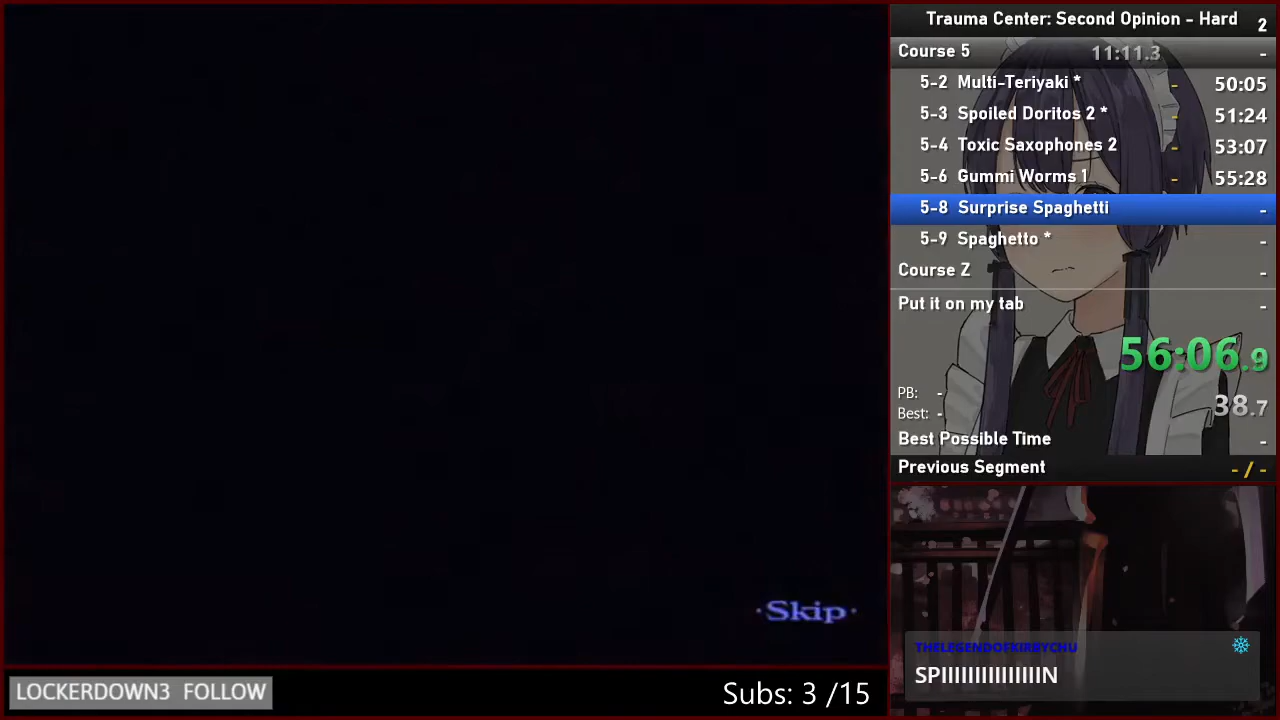 Trauma Center: Second Opinion - Hard 2
Course 5 11:11.3 -
5-2 Multi-Teriyaki * - 50:05
5-3 Spoiled Doritos 2 * - 51:24
5-4 Toxic Saxophones 2 - 53:07
5-6 Gummi Worms 1 - 55:28
5-8 Surprise Spaghetti -
5-9 Spaghetto * -
Course Z -
Put it on my tab -
56:06.9
PB: -
38.7
Best: -
Best Possible Time -
Previous Segment - / -
·Skip·
THELEGENDOFKIRBYCHU
SPIIIIIIIIIIIIIIN
LOCKERDOWN3 FOLLOW
Subs: 3 /15